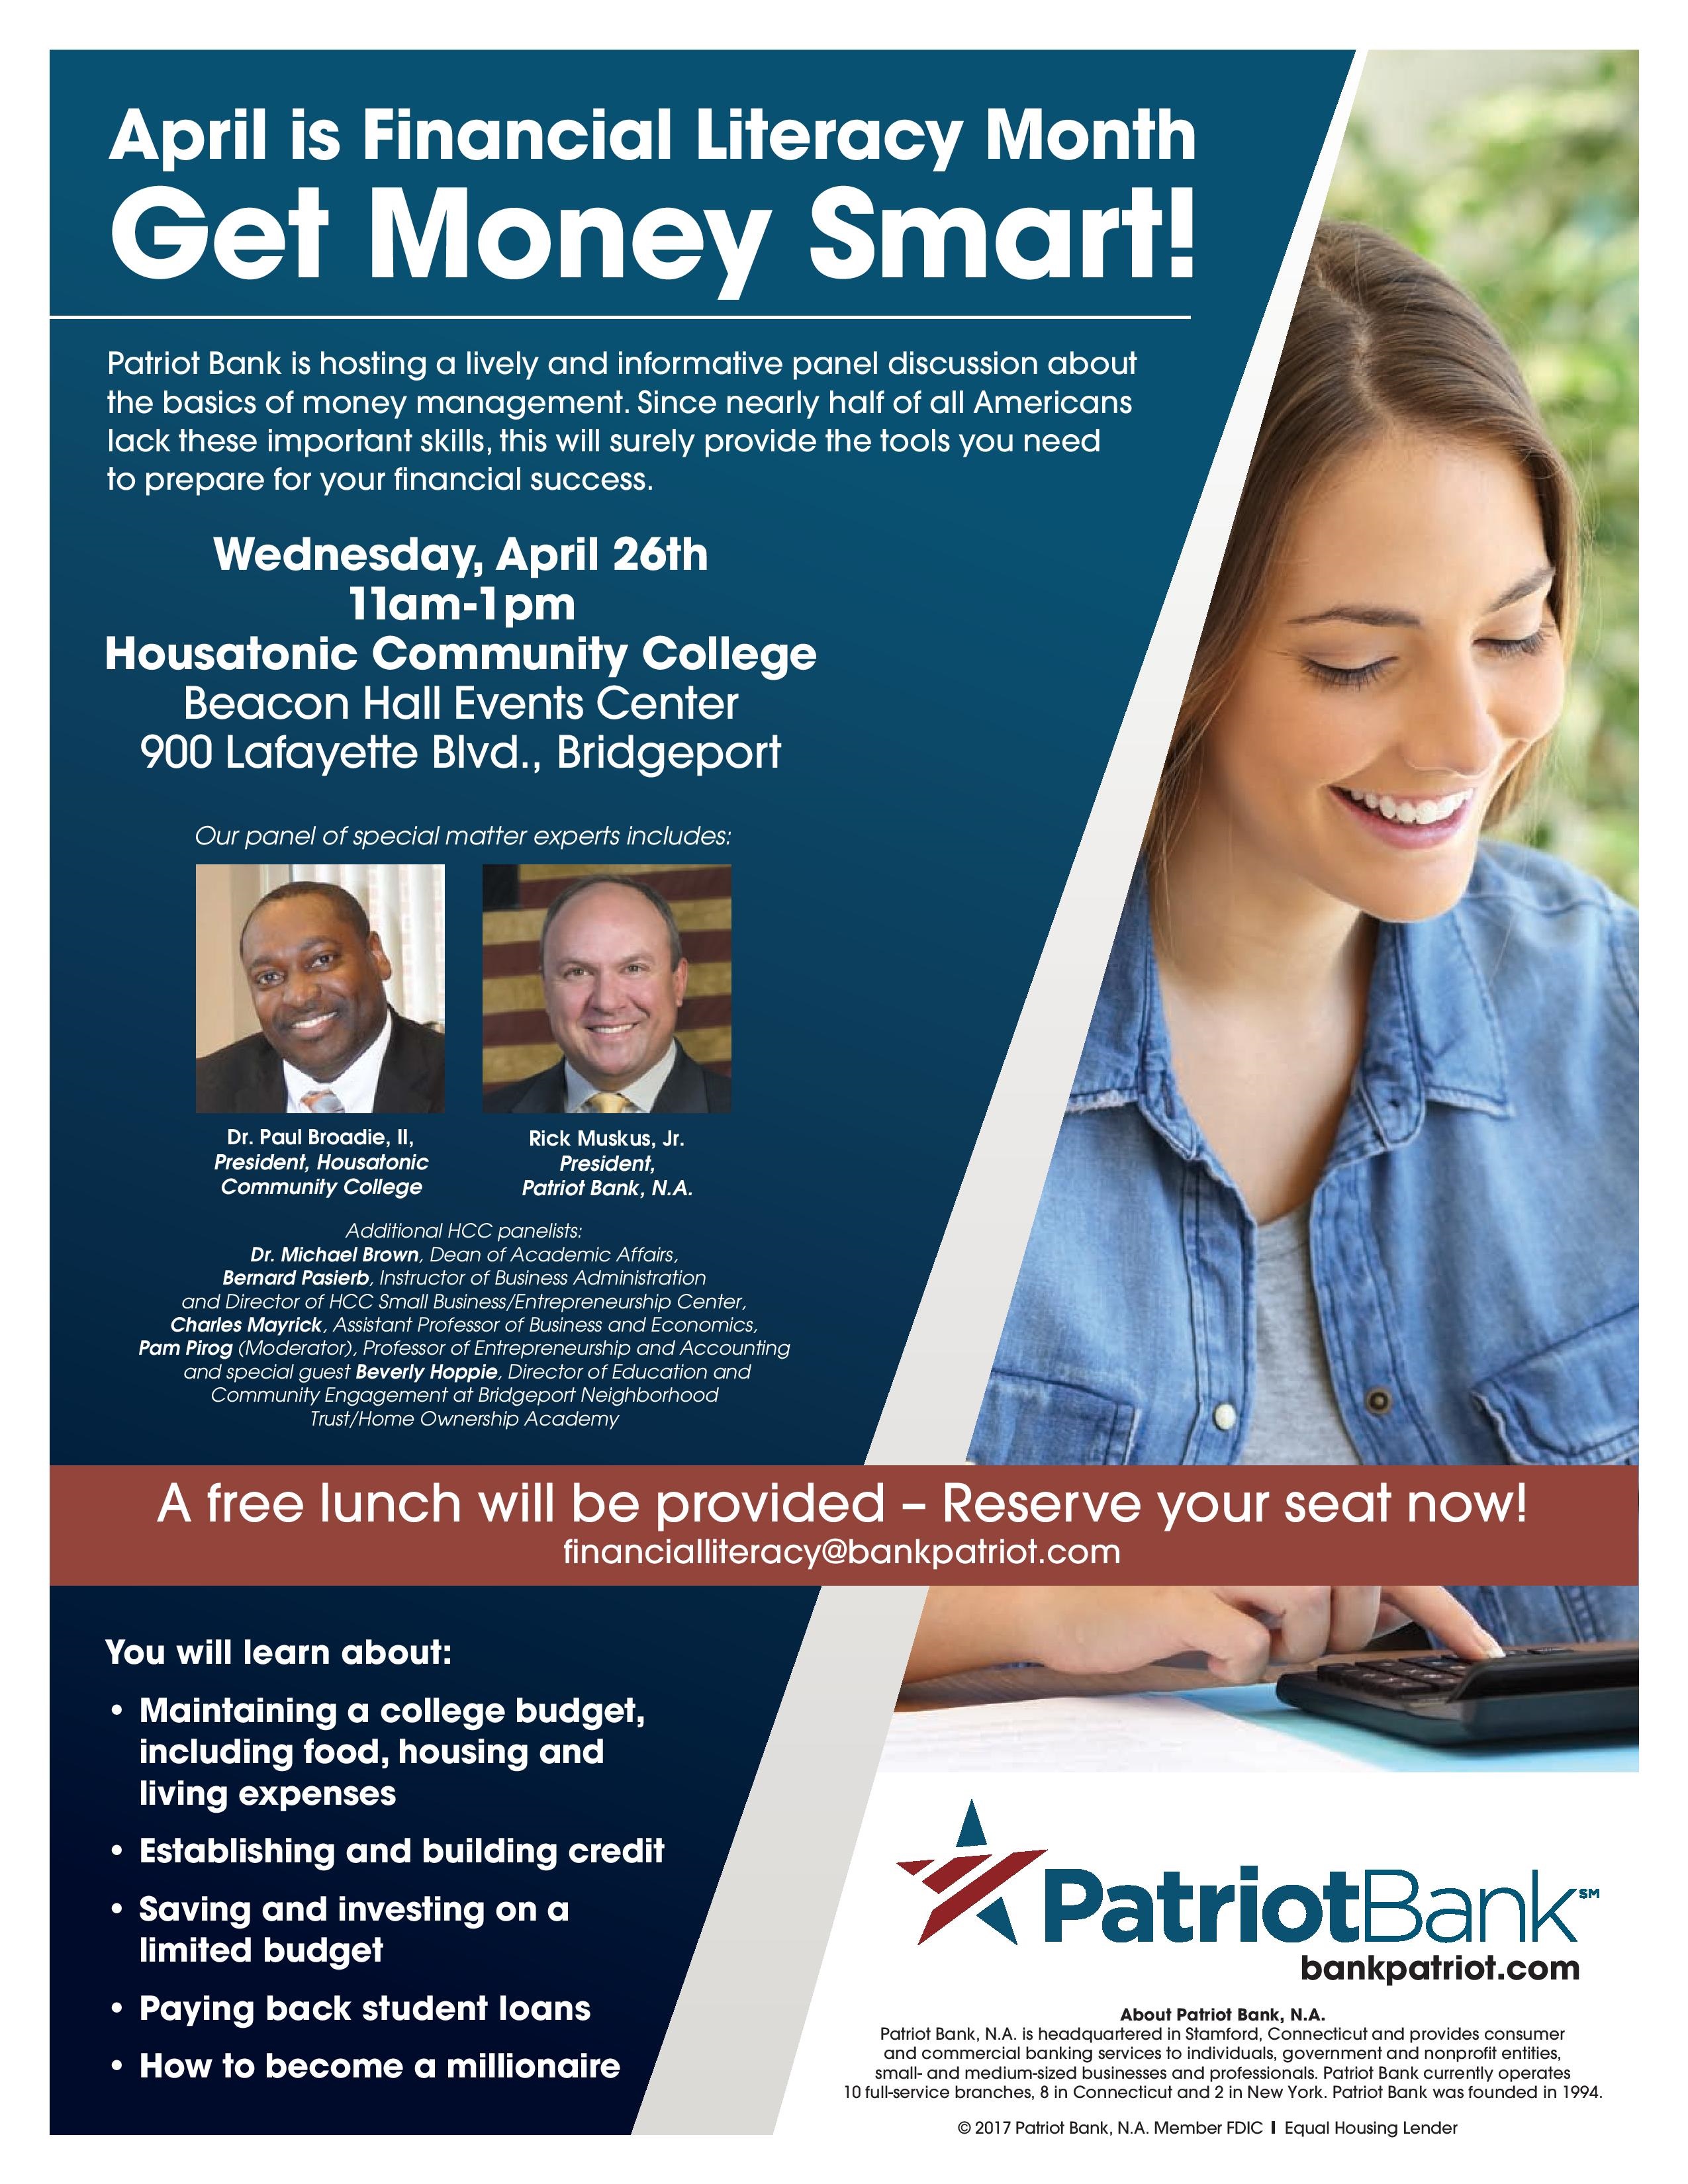 April is Financial Literacy Month
Get Money Smart!
Patriot Bank is hosting a lively and informative panel discussion about
the basics of money management. Since nearly half of all Americans
lack these important skills, this will surely provide the tools you need
to prepare for your financial success.
Wednesday, April 26th
11am-1pm
Housatonic Community College
Beacon Hall Events Center
900 Lafayette Blvd., Bridgeport
Our panel of special matter experts includes:
Dr. Paul Broadie, II,
President, Housatonic
Community College
Rick Muskus, Jr.
President,
Patriot Bank, N.A.
Additional HCC panelists:
Dr. Michael Brown, Dean of Academic Affairs,
Bernard Pasierb, Instructor of Business Administration
and Director of HCC Small Business/Entrepreneurship Center,
Charles Mayrick, Assistant Professor of Business and Economics,
Pam Pirog (Moderator), Professor of Entrepreneurship and Accounting
and special guest Beverly Hoppie, Director of Education and
Community Engagement at Bridgeport Neighborhood
Trust/Home Ownership Academy
A free lunch will be provided – Reserve your seat now!
financialliteracy@bankpatriot.com
You will learn about:
• Maintaining a college budget,
including food, housing and
living expenses
• Establishing and building credit
• Saving and investing on a
limited budget
• Paying back student loans
• How to become a millionaire
PatriotBank℠
bankpatriot.com
About Patriot Bank, N.A.
Patriot Bank, N.A. is headquartered in Stamford, Connecticut and provides consumer
and commercial banking services to individuals, government and nonprofit entities,
small- and medium-sized businesses and professionals. Patriot Bank currently operates
10 full-service branches, 8 in Connecticut and 2 in New York. Patriot Bank was founded in 1994.
© 2017 Patriot Bank, N.A. Member FDIC | Equal Housing Lender